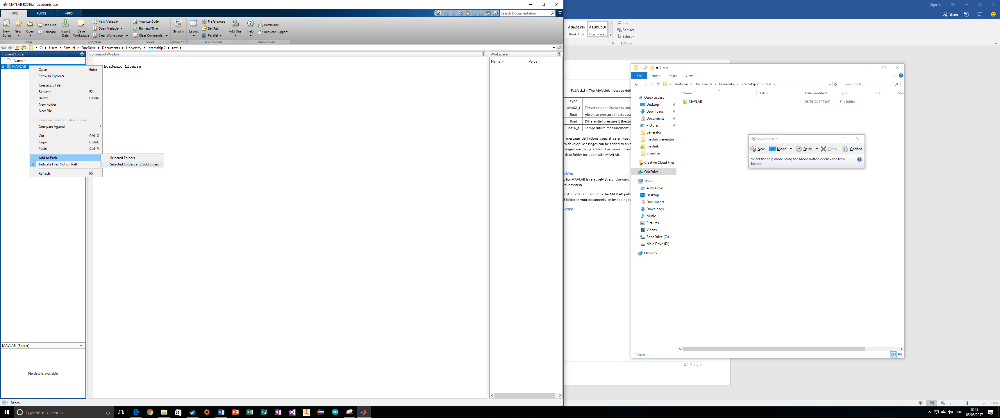 MATLAB R2016a - academic use
HOME
PLOTS
APPS
Search Documentation
New Script
New
Open
Find Files
Compare
Import Data
Save Workspace
New Variable
Open Variable
Clear Workspace
Analyze Code
Run and Time
Clear Commands
Simulink
Layout
Preferences
Set Path
Parallel
Add-Ons
Help
Community
Request Support
FILE
VARIABLE
CODE
SIMULINK
ENVIRONMENT
RESOURCES
C: Users Samuel OneDrive Documents University Internship 2 test
Current Folder
Name
MAVLAB
Open Enter
Show in Explorer
Create Zip File
Rename F2
Delete Delete
New Folder
New File
Compare Selected Files/Folders
Compare Against
Cut Ctrl+X
Copy Ctrl+C
Paste Ctrl+V
Add to Path
Indicate Files Not on Path
Refresh F5
Selected Folders
Selected Folders and Subfolders
MAVLAB (Folder)
No details available
Command Window
Academic License
Workspace
Name Value
Ready
Sign in
Share
AaBbCcDc
Book Title
AaBbCcDc
¶ List Para...
Find
Replace
Select
Editing
Table 2.2 – The MAVLink message defi
Type
uint32_t Timestamp (milliseconds sinc
float Absolute pressure (hectopasc
float Differential pressure 1 (hecto
int16_t Temperature measurement (
message definitions special care must
th develop. Messages can be added to an e
essages are being added. For more inform
data folder included with MAVLAB.
ation
s for MAVLAB is relatively straightforward,
your system.
VLAB folder and add it to the MATLAB path
B folder in your documents, or by adding to
ware
2 | Page
100%
test
File
Home
Share
View
OneDrive Documents University Internship 2 test
Search test
Name Status Date modified Type Size Shar
MAVLAB 08/08/2017 13:41 File folder
Quick access
Desktop
Downloads
Documents
Pictures
generator
mavlab_generator
mavlink
Visualiser
Creative Cloud Files
OneDrive
This PC
A360 Drive
Desktop
Documents
Downloads
Music
Pictures
Videos
Boot Drive (C:)
Main Drive (D:)
Network
1 item
Snipping Tool
New Mode Delay Cancel Options
Select the snip mode using the Mode button or click the New
button.
Type here to search
ENG
13:43
08/08/2017